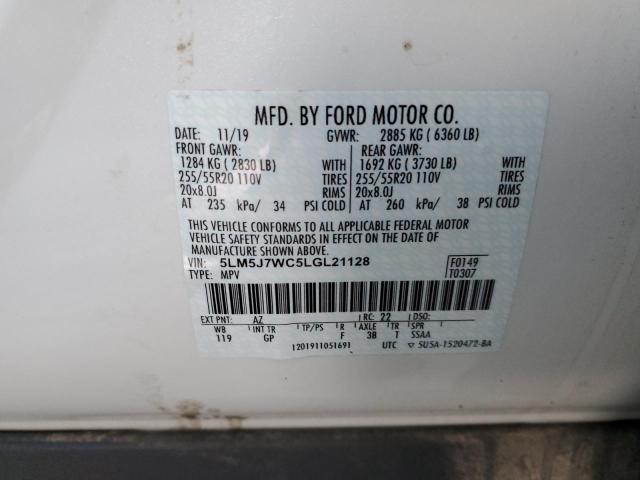 MFD. BY FORD MOTOR CO.
DATE: 11/19 GVWR: 2885 KG ( 6360 LB)
FRONT GAWR: REAR GAWR:
1284 KG ( 2830 LB) WITH 1692 KG ( 3730 LB) WITH
255/55R20 110V TIRES 255/55R20 110V TIRES
20x8.0J RIMS 20x8.0J RIMS
AT 235 kPa/ 34 PSI COLD AT 260 kPa/ 38 PSI COLD
THIS VEHICLE CONFORMS TO ALL APPLICABLE FEDERAL MOTOR
VEHICLE SAFETY STANDARDS IN EFFECT ON THE DATE OF
MANUFACTURE SHOWN ABOVE.
VIN: 5LM5J7WC5LGL21128 F0149
TYPE: MPV T0307
EXT PNT: AZ RC: 22 DSO:
WB INT TR TP/PS R AXLE TR SPR
119 GP F 3B T SSAA
1201911051691 UTC ▽ 5U5A-1520472-BA